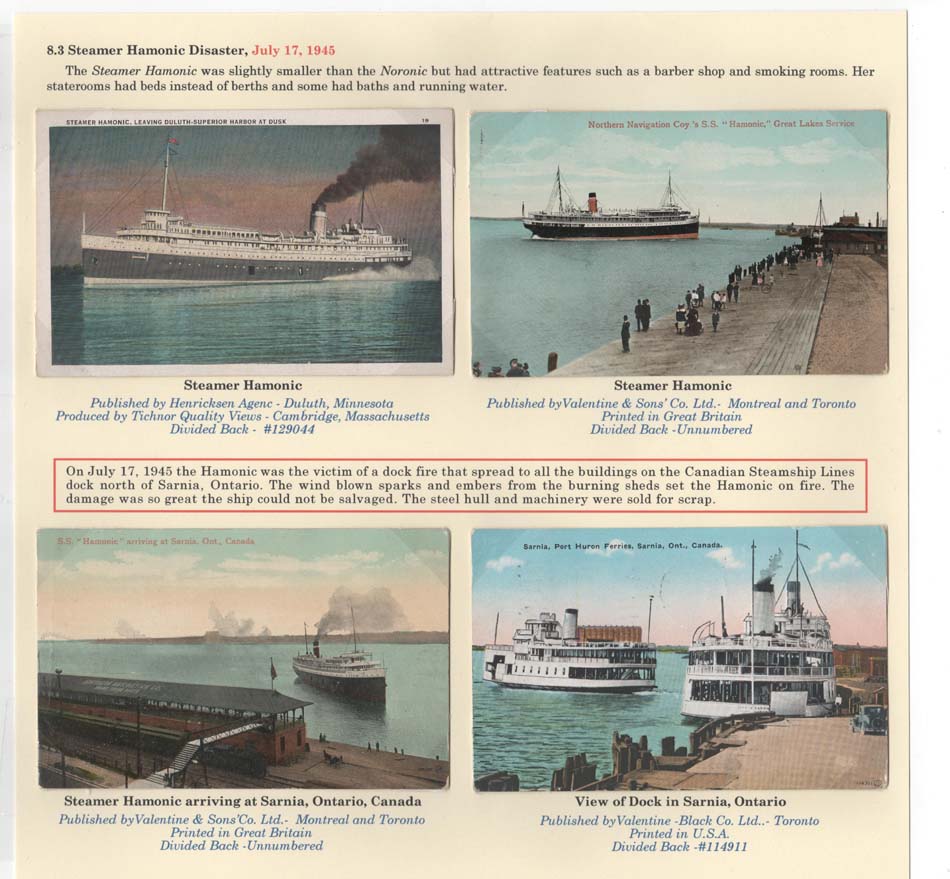 8.3 Steamer Hamonic Disaster, July 17, 1945
The Steamer Hamonic was slightly smaller than the Noronic but had attractive features such as a barber shop and smoking rooms. Her
staterooms had beds instead of berths and some had baths and running water.
STEAMER HAMONIC, LEAVING DULUTH-SUPERIOR HARBOR AT DUSK
19
Northern Navigation Coy.'s S.S. "Hamonic," Great Lakes Service
Steamer Hamonic
Published by Henricksen Agenc - Duluth, Minnesota
Produced by Tichnor Quality Views - Cambridge, Massachusetts
Divided Back - #129044
Steamer Hamonic
Published byValentine & Sons' Co. Ltd.- Montreal and Toronto
Printed in Great Britain
Divided Back -Unnumbered
On July 17, 1945 the Hamonic was the victim of a dock fire that spread to all the buildings on the Canadian Steamship Lines
dock north of Sarnia, Ontario. The wind blown sparks and embers from the burning sheds set the Hamonic on fire. The
damage was so great the ship could not be salvaged. The steel hull and machinery were sold for scrap.
S.S. "Hamonic" arriving at Sarnia, Ont., Canada
Sarnia, Port Huron Ferries, Sarnia, Ont., Canada.
Steamer Hamonic arriving at Sarnia, Ontario, Canada
Published byValentine & Sons'Co. Ltd.- Montreal and Toronto
Printed in Great Britain
Divided Back -Unnumbered
View of Dock in Sarnia, Ontario
Published byValentine -Black Co. Ltd..- Toronto
Printed in U.S.A.
Divided Back -#114911